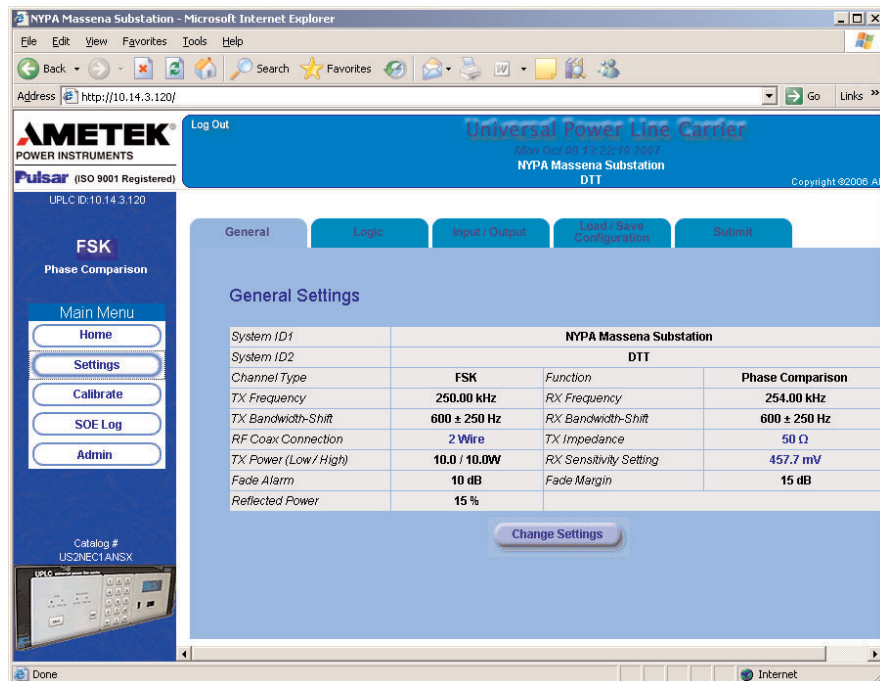 NYPA Massena Substation - Microsoft Internet Explorer
File Edit View Favorites Tools Help
Back Search Favorites
Address http://10.14.3.120/ Go Links »
AMETEK®
POWER INSTRUMENTS
Pulsar (ISO 9001 Registered)
Log Out
Universal Power Line Carrier
Mon Oct 08 13:22:19 2007
NYPA Massena Substation
DTT
Copyright ©2006 A
UPLC ID:10.14.3.120
FSK
Phase Comparison
Main Menu
Home
Settings
Calibrate
SOE Log
Admin
Catalog #
US2NEC1ANSX
UPLC
General Logic Input / Output Load / Save Configuration Submit
General Settings
System ID1 NYPA Massena Substation
System ID2 DTT
Channel Type FSK Function Phase Comparison
TX Frequency 250.00 kHz RX Frequency 254.00 kHz
TX Bandwidth-Shift 600 ± 250 Hz RX Bandwidth-Shift 600 ± 250 Hz
RF Coax Connection 2 Wire TX Impedance 50 Ω
TX Power (Low / High) 10.0 / 10.0W RX Sensitivity Setting 457.7 mV
Fade Alarm 10 dB Fade Margin 15 dB
Reflected Power 15 %
Change Settings
Done Internet